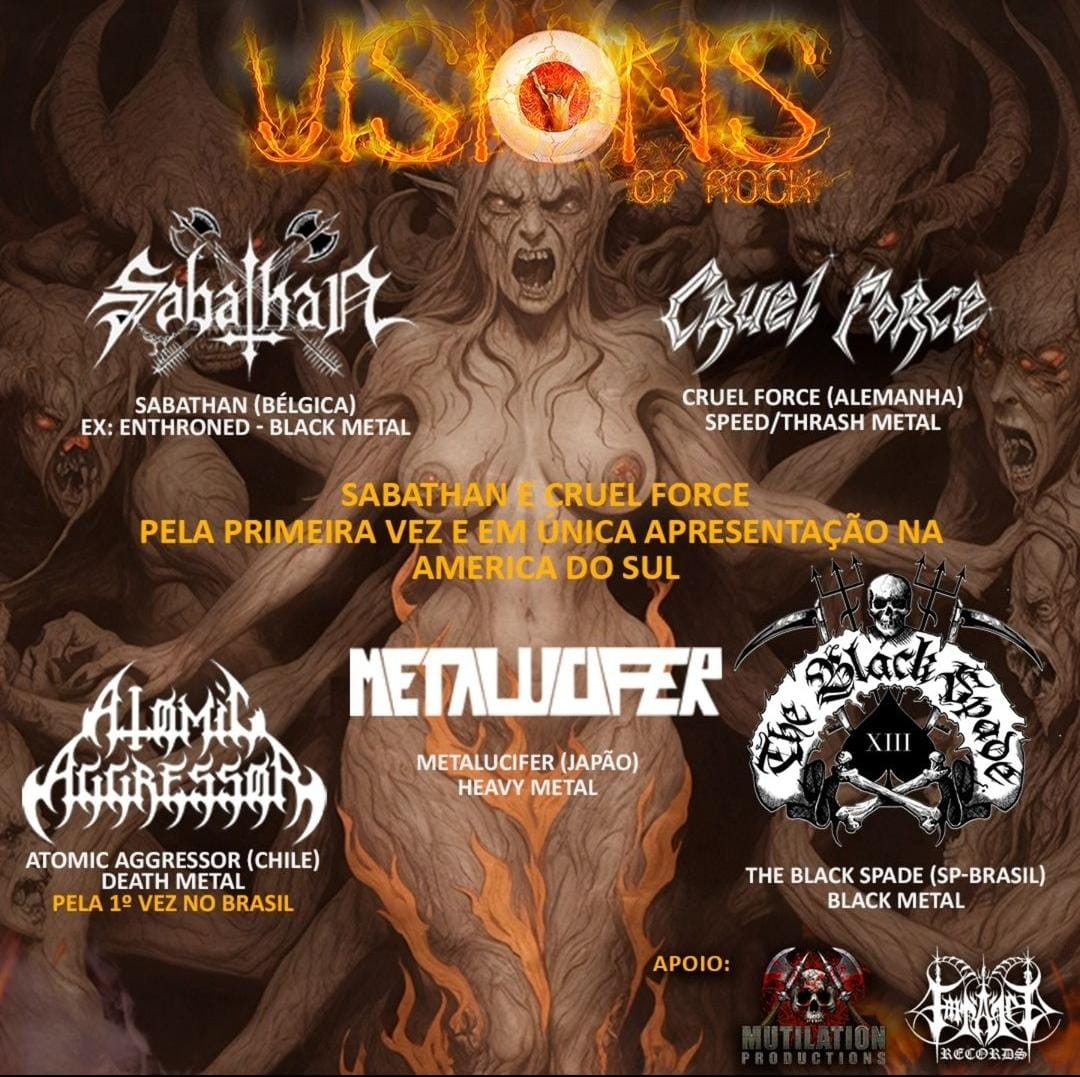 VISIONS
OF ROCK
Sabathan
SABATHAN (BÉLGICA)
EX: ENTHRONED - BLACK METAL
Cruel Force
CRUEL FORCE (ALEMANHA)
SPEED/THRASH METAL
SABATHAN E CRUEL FORCE
PELA PRIMEIRA VEZ E EM ÚNICA APRESENTAÇÃO NA
AMERICA DO SUL
ATOMIC
AGGRESSOR
ATOMIC AGGRESSOR (CHILE)
DEATH METAL
PELA 1º VEZ NO BRASIL
METALUCIFER
METALUCIFER (JAPÃO)
HEAVY METAL
The Black Spade
XIII
THE BLACK SPADE (SP-BRASIL)
BLACK METAL
APOIO:
MUTILATION
PRODUCTIONS
RECORDS